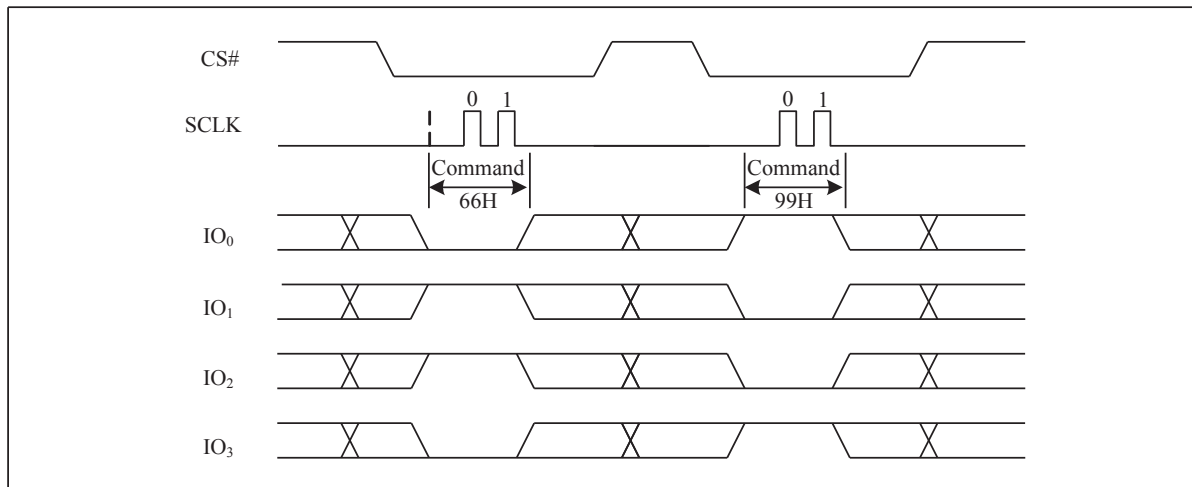 CS#
0 1 0 1
SCLK
Command Command
66H 99H
IO₀
IO₁
IO₂
IO₃